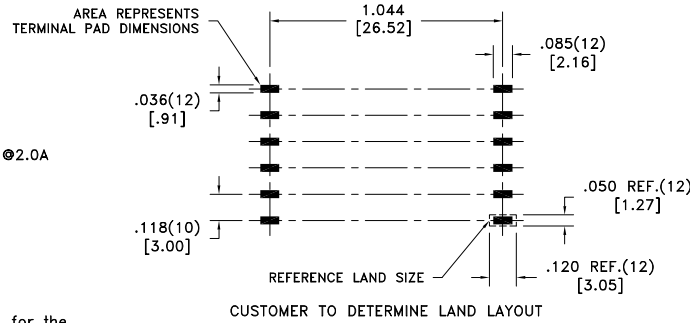 AREA REPRESENTS
TERMINAL PAD DIMENSIONS
1.044
[26.52]
.085(12)
[2.16]
.036(12)
[.91]
@2.0A
.050 REF.(12)
[1.27]
.118(10)
[3.00]
REFERENCE LAND SIZE
.120 REF.(12)
[3.05]
CUSTOMER TO DETERMINE LAND LAYOUT
for the